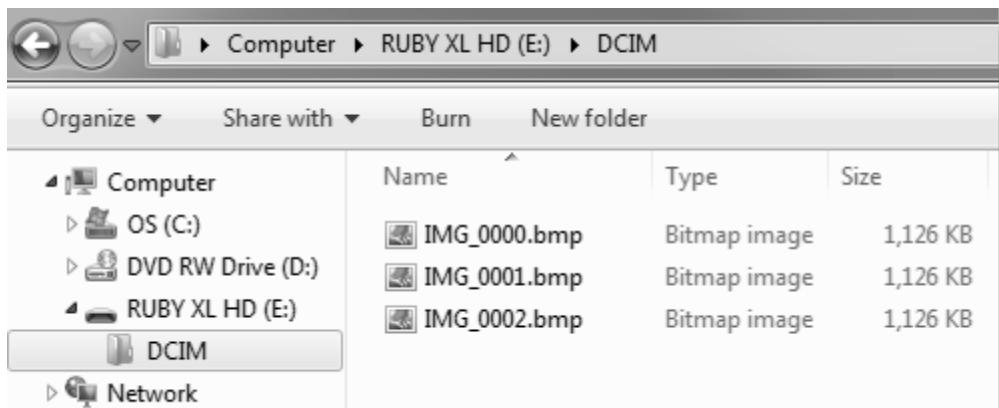 Computer RUBY XL HD (E:) DCIM
Organize Share with Burn New folder
Computer
OS (C:)
DVD RW Drive (D:)
RUBY XL HD (E:)
DCIM
Network
Name Type Size
IMG_0000.bmp Bitmap image 1,126 KB
IMG_0001.bmp Bitmap image 1,126 KB
IMG_0002.bmp Bitmap image 1,126 KB